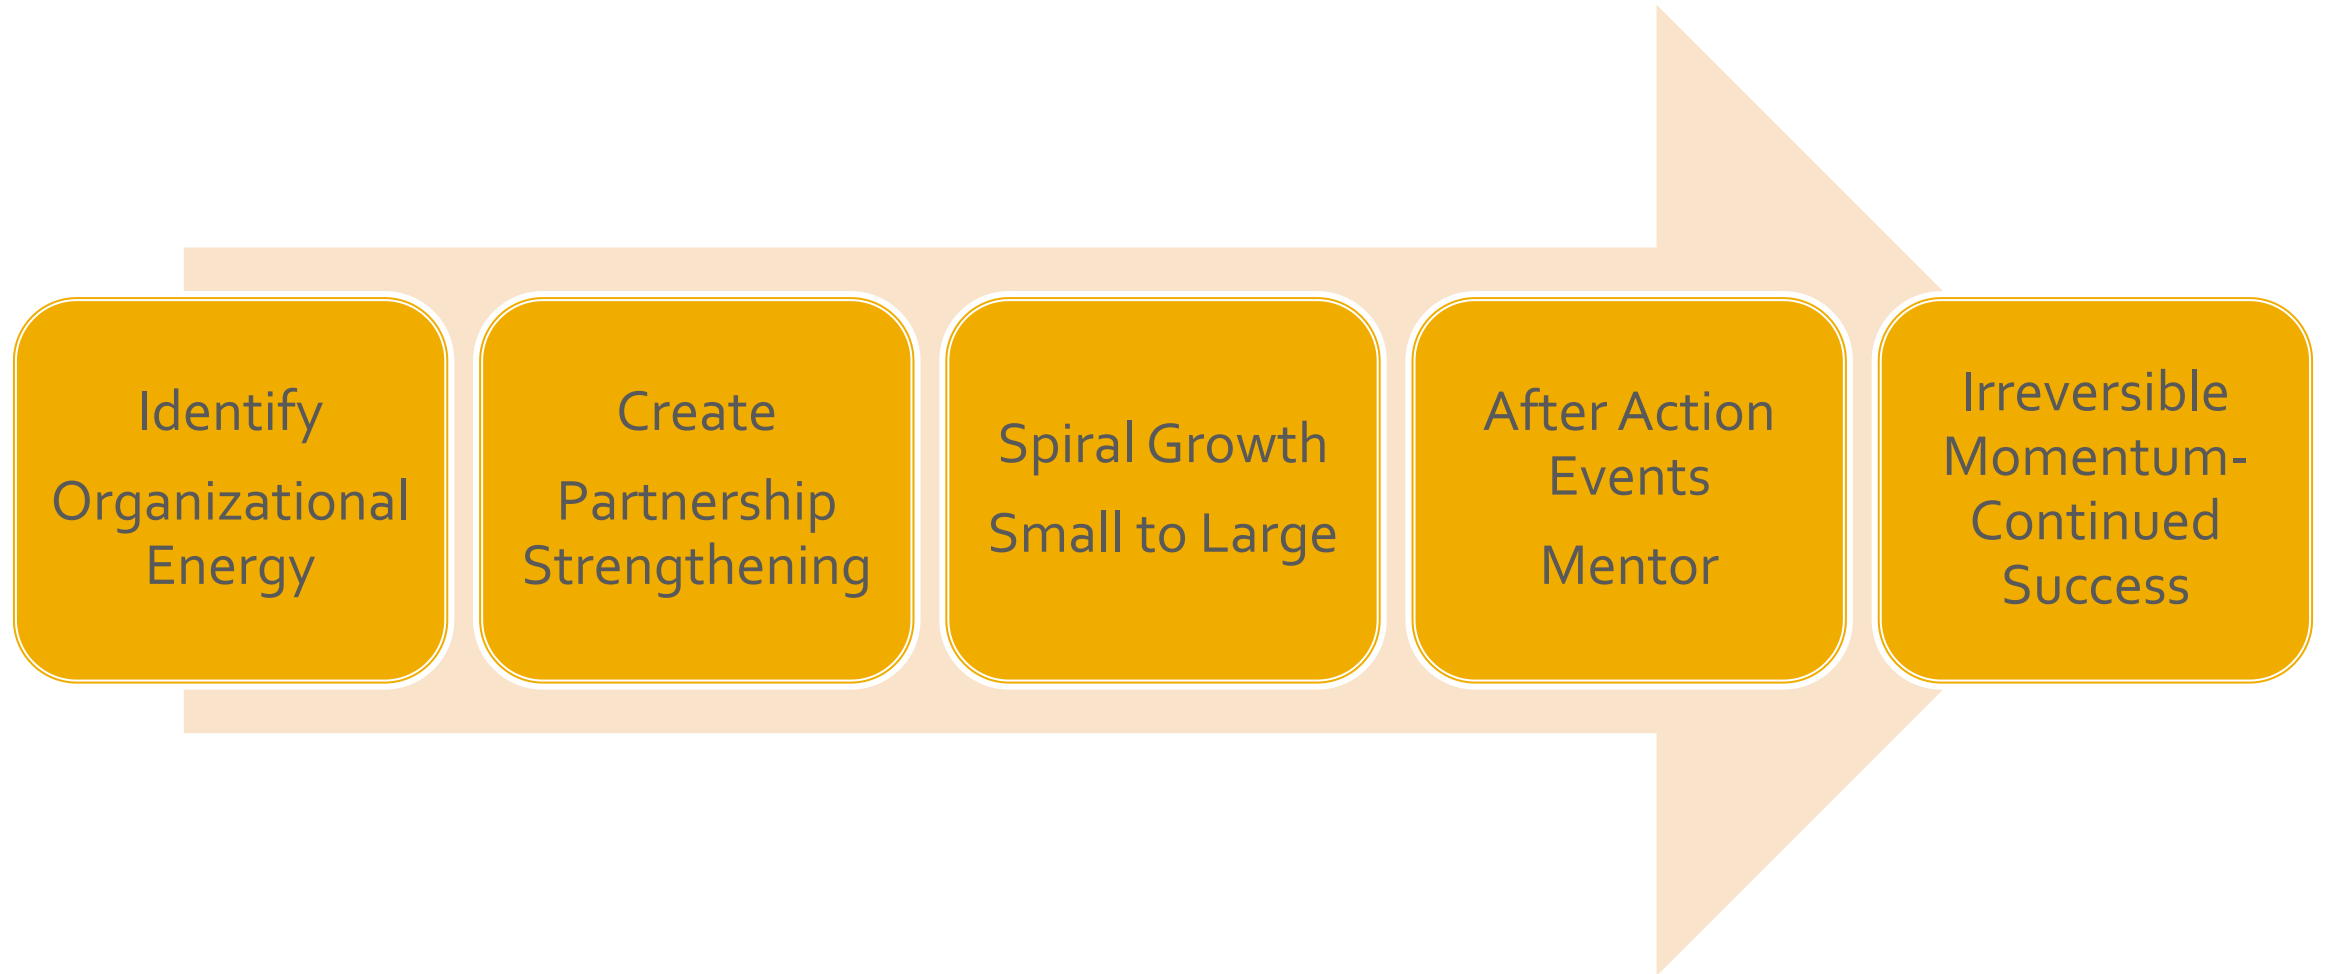 Identify
Organizational
Energy
Create
Partnership
Strengthening
Spiral Growth
Small to Large
After Action
Events
Mentor
Irreversible
Momentum-
Continued
Success